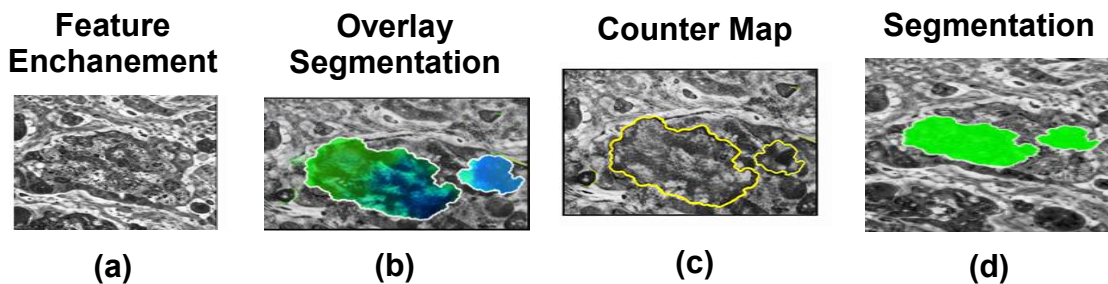 Feature
Enchanement
Overlay
Segmentation
Counter Map
Segmentation
(a)
(b)
(c)
(d)